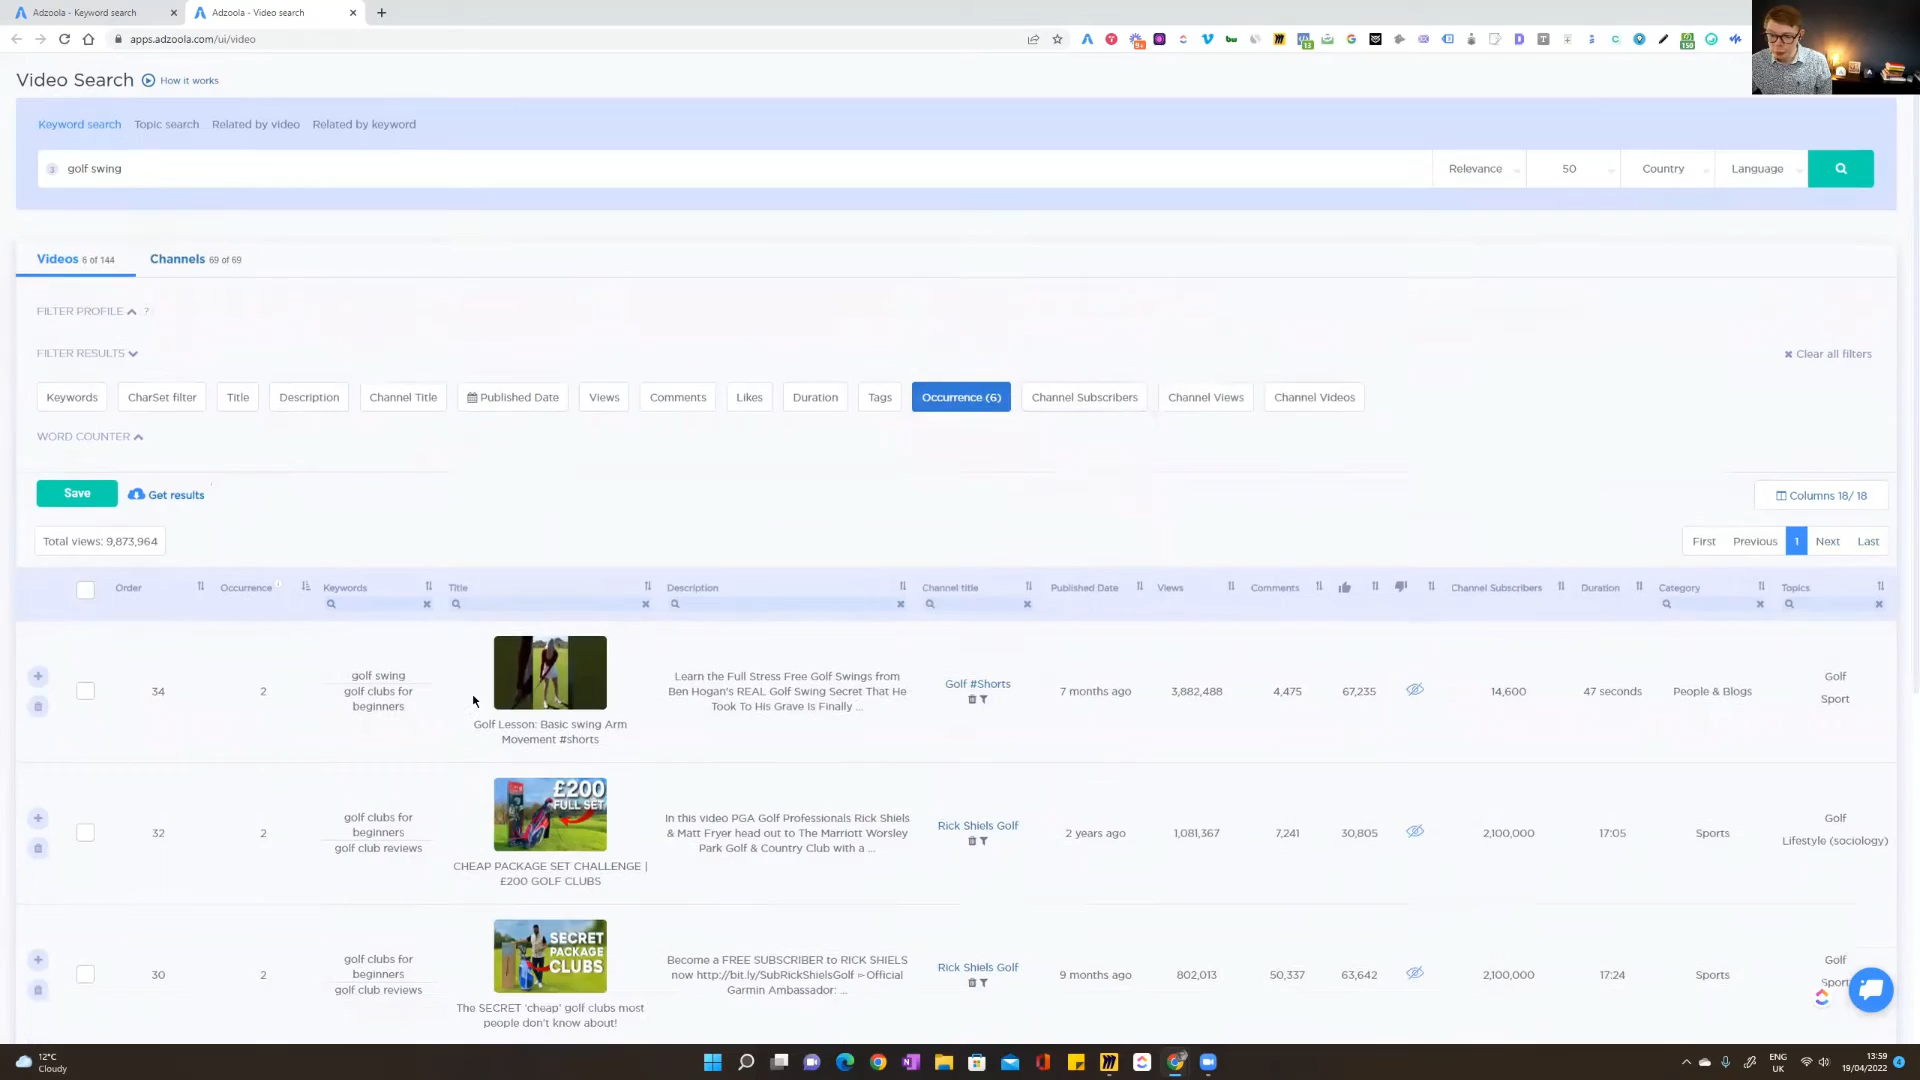 Adzoola - Keyword search
Adzoola - Video search
apps.adzoola.com/ui/video
Video Search How it works
Keyword search Topic search Related by video Related by keyword
3 golf swing Relevance 50 Country Language
Videos 6 of 144 Channels 69 of 69
FILTER PROFILE ?
FILTER RESULTS
Clear all filters
Keywords CharSet filter Title Description Channel Title Published Date Views Comments Likes Duration Tags Occurrence (6) Channel Subscribers Channel Views Channel Videos
WORD COUNTER
Save Get results
Columns 18/ 18
Total views: 9,873,964
First Previous 1 Next Last
Order Occurrence Keywords Title Description Channel title Published Date Views Comments Channel Subscribers Duration Category Topics
34
2
golf swing
golf clubs for
beginners
Golf Lesson: Basic swing Arm
Movement #shorts
Learn the Full Stress Free Golf Swings from
Ben Hogan's REAL Golf Swing Secret That He
Took To His Grave Is Finally ...
Golf #Shorts
7 months ago
3,882,488
4,475
67,235
14,600
47 seconds
People & Blogs
Golf
Sport
32
2
golf clubs for
beginners
golf club reviews
£200
FULL SET
CHEAP PACKAGE SET CHALLENGE |
£200 GOLF CLUBS
In this video PGA Golf Professionals Rick Shiels
& Matt Fryer head out to The Marriott Worsley
Park Golf & Country Club with a ...
Rick Shiels Golf
2 years ago
1,081,367
7,241
30,805
2,100,000
17:05
Sports
Golf
Lifestyle (sociology)
30
2
golf clubs for
beginners
golf club reviews
SECRET
PACKAGE
CLUBS
The SECRET 'cheap' golf clubs most
people don't know about!
Become a FREE SUBSCRIBER to RICK SHIELS
now http://bit.ly/SubRickShielsGolf ➳ Official
Garmin Ambassador: ...
Rick Shiels Golf
9 months ago
802,013
50,337
63,642
2,100,000
17:24
Sports
Golf
Sport
12°C
Cloudy
ENG
UK
13:59
19/04/2022
4